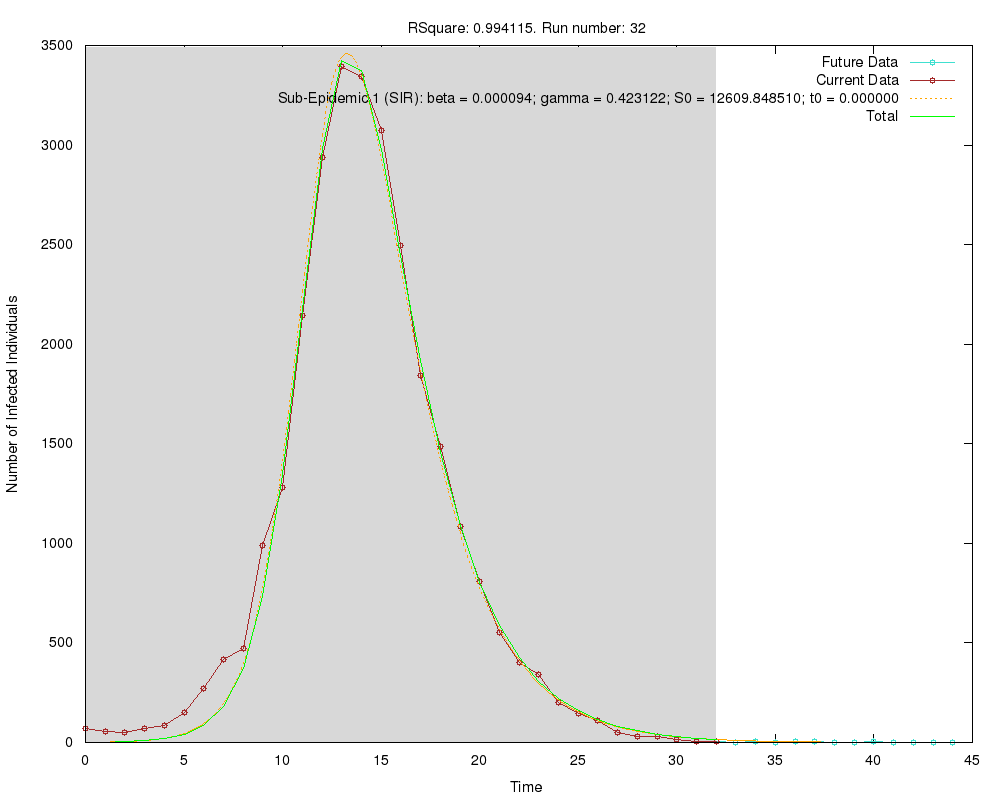 RSquare: 0.994115. Run number: 32
3500
3000
2500
2000
1500
1000
500
0
Number of Infected Individuals
Future Data
Current Data
Sub-Epidemic 1 (SIR): beta = 0.000094; gamma = 0.423122; S0 = 12609.848510; t0 = 0.000000
Total
0 5 10 15 20 25 30 35 40 45
Time